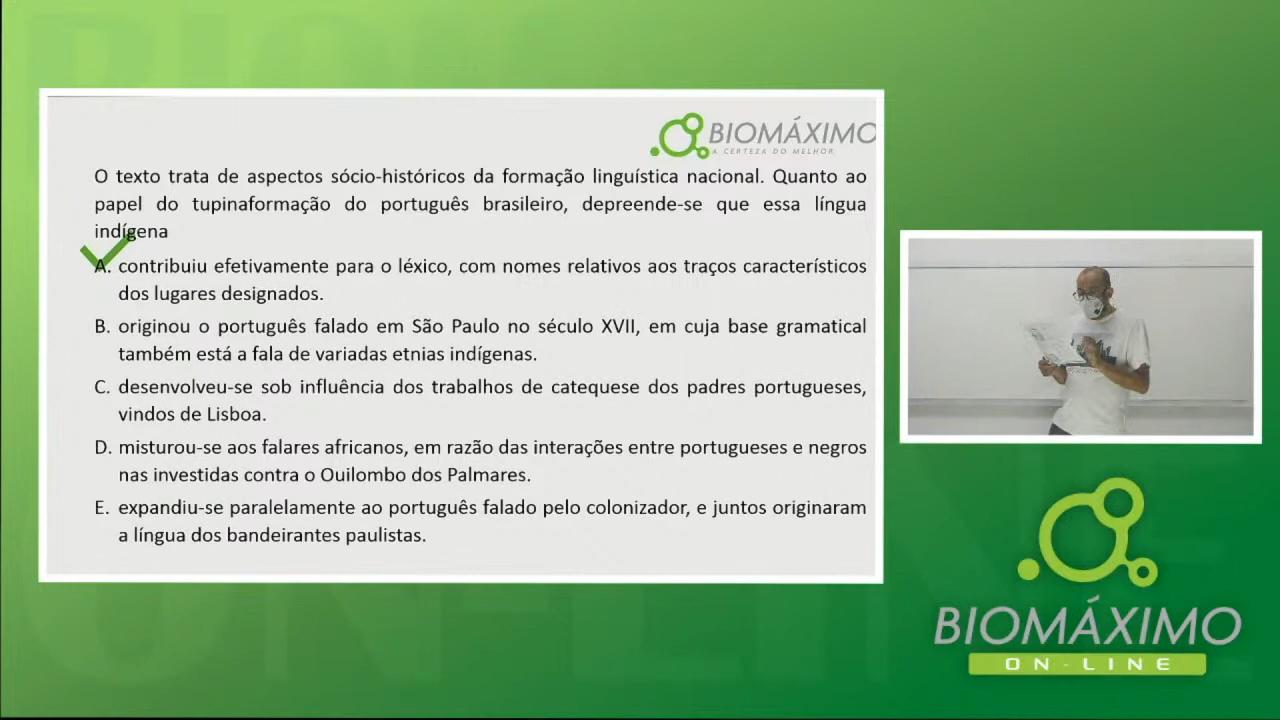 BIOMÁXIMO
A CERTEZA DO MELHOR
O texto trata de aspectos sócio-históricos da formação linguística nacional. Quanto ao
papel do tupinaformação do português brasileiro, depreende-se que essa língua
indígena
A. contribuiu efetivamente para o léxico, com nomes relativos aos traços característicos
dos lugares designados.
B. originou o português falado em São Paulo no século XVII, em cuja base gramatical
também está a fala de variadas etnias indígenas.
C. desenvolveu-se sob influência dos trabalhos de catequese dos padres portugueses,
vindos de Lisboa.
D. misturou-se aos falares africanos, em razão das interações entre portugueses e negros
nas investidas contra o Ouilombo dos Palmares.
E. expandiu-se paralelamente ao português falado pelo colonizador, e juntos originaram
a língua dos bandeirantes paulistas.
BIOMÁXIMO
ON-LINE